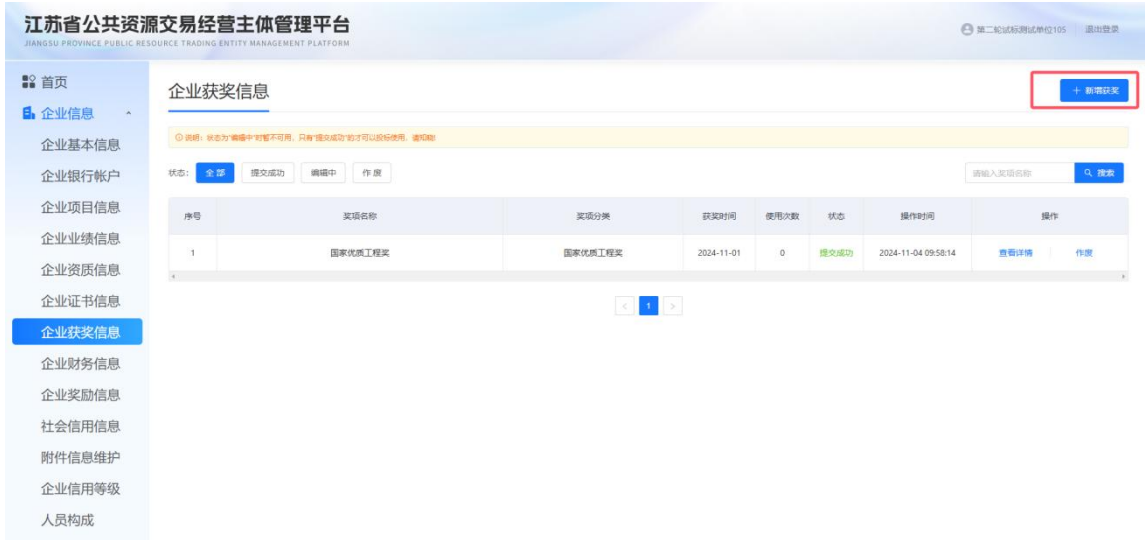 江苏省公共资源交易经营主体管理平台
JIANGSU PROVINCE PUBLIC RESOURCE TRADING ENTITY MANAGEMENT PLATFORM
第二轮试标测试单位105 退出登录
首页
企业信息
企业基本信息
企业银行帐户
企业项目信息
企业业绩信息
企业资质信息
企业证书信息
企业获奖信息
企业财务信息
企业奖励信息
社会信用信息
附件信息维护
企业信用等级
人员构成
企业获奖信息
+ 新增获奖
说明：状态为“编辑中”时暂不可用，只有“提交成功”的才可以投标使用，请知晓!
状态: 全部 提交成功 编辑中 作废
请输入奖项名称 搜索
序号 奖项名称 奖项分类 获奖时间 使用次数 状态 操作时间 操作
1 国家优质工程奖 国家优质工程奖 2024-11-01 0 提交成功 2024-11-04 09:58:14 查看详情 作废
< 1 >